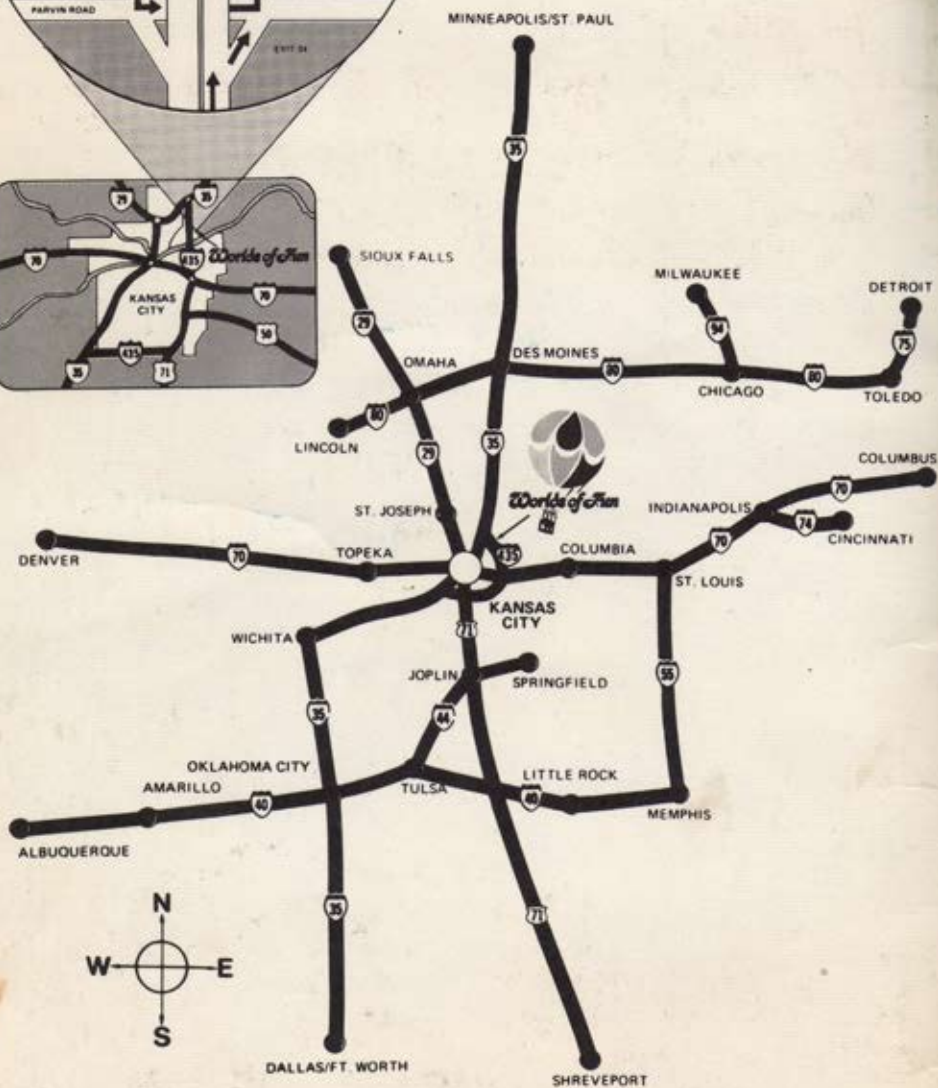 PARVIN ROAD
EXIT 54
MINNEAPOLIS/ST. PAUL
35
29
35
70
435
Worlds of Fun
70
KANSAS
CITY
50
435
35
71
SIOUX FALLS
29
MILWAUKEE
94
DETROIT
75
OMAHA
DES MOINES
80
80
CHICAGO
TOLEDO
80
LINCOLN
29
35
Worlds of Fun
COLUMBUS
70
INDIANAPOLIS
74
CINCINNATI
70
ST. JOSEPH
DENVER
70
TOPEKA
435
COLUMBIA
ST. LOUIS
KANSAS
CITY
71
WICHITA
JOPLIN
SPRINGFIELD
55
35
44
OKLAHOMA CITY
AMARILLO
40
TULSA
LITTLE ROCK
40
MEMPHIS
ALBUQUERQUE
35
71
N
W E
S
DALLAS/FT. WORTH
SHREVEPORT